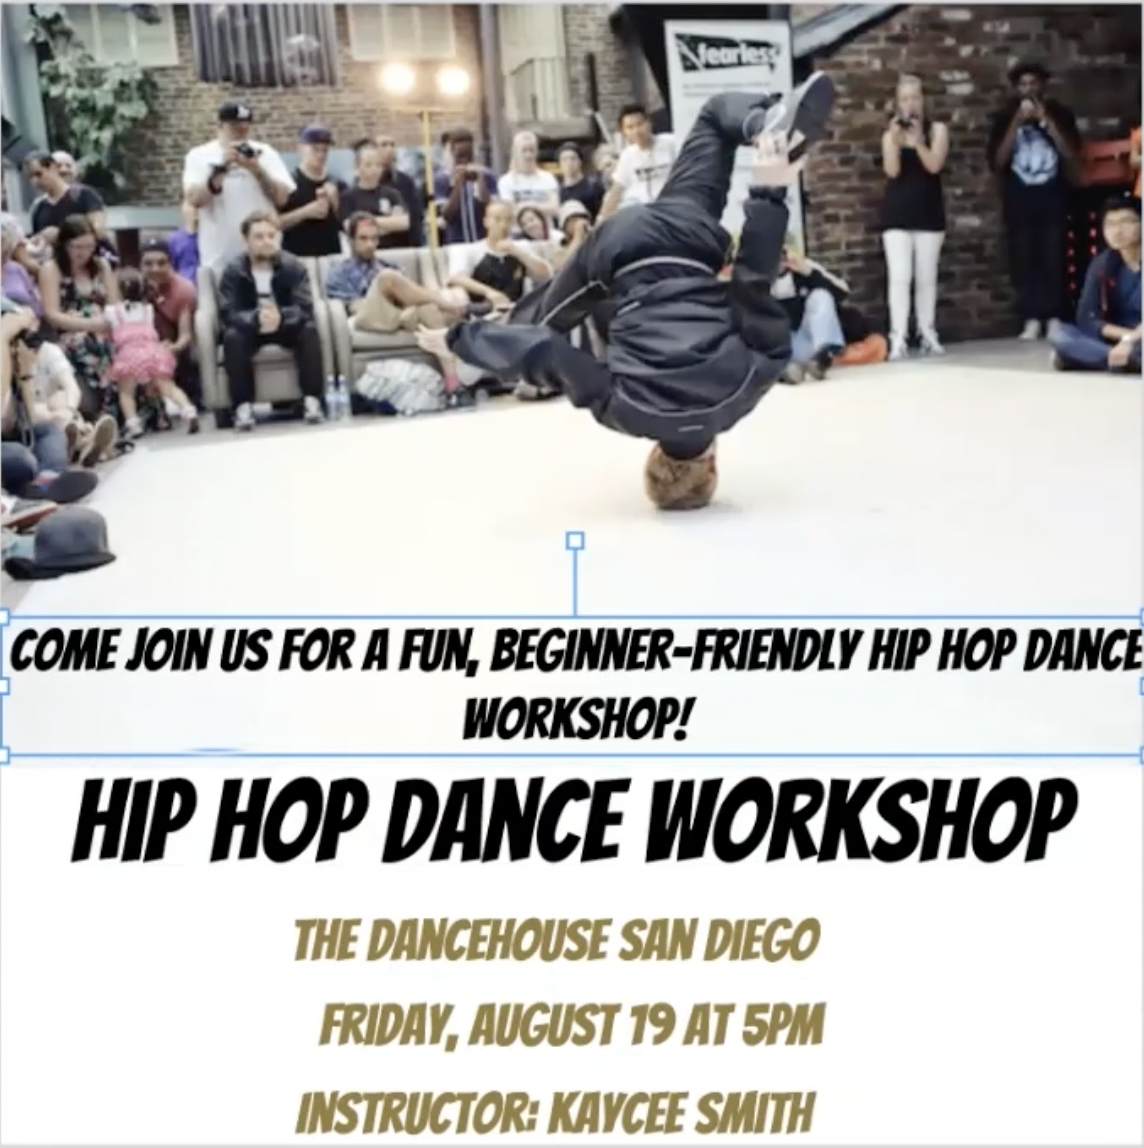 fearless
COME JOIN US FOR A FUN, BEGINNER-FRIENDLY HIP HOP DANCE
WORKSHOP!
HIP HOP DANCE WORKSHOP
THE DANCEHOUSE SAN DIEGO
FRIDAY, AUGUST 19 AT 5PM
INSTRUCTOR: KAYCEE SMITH